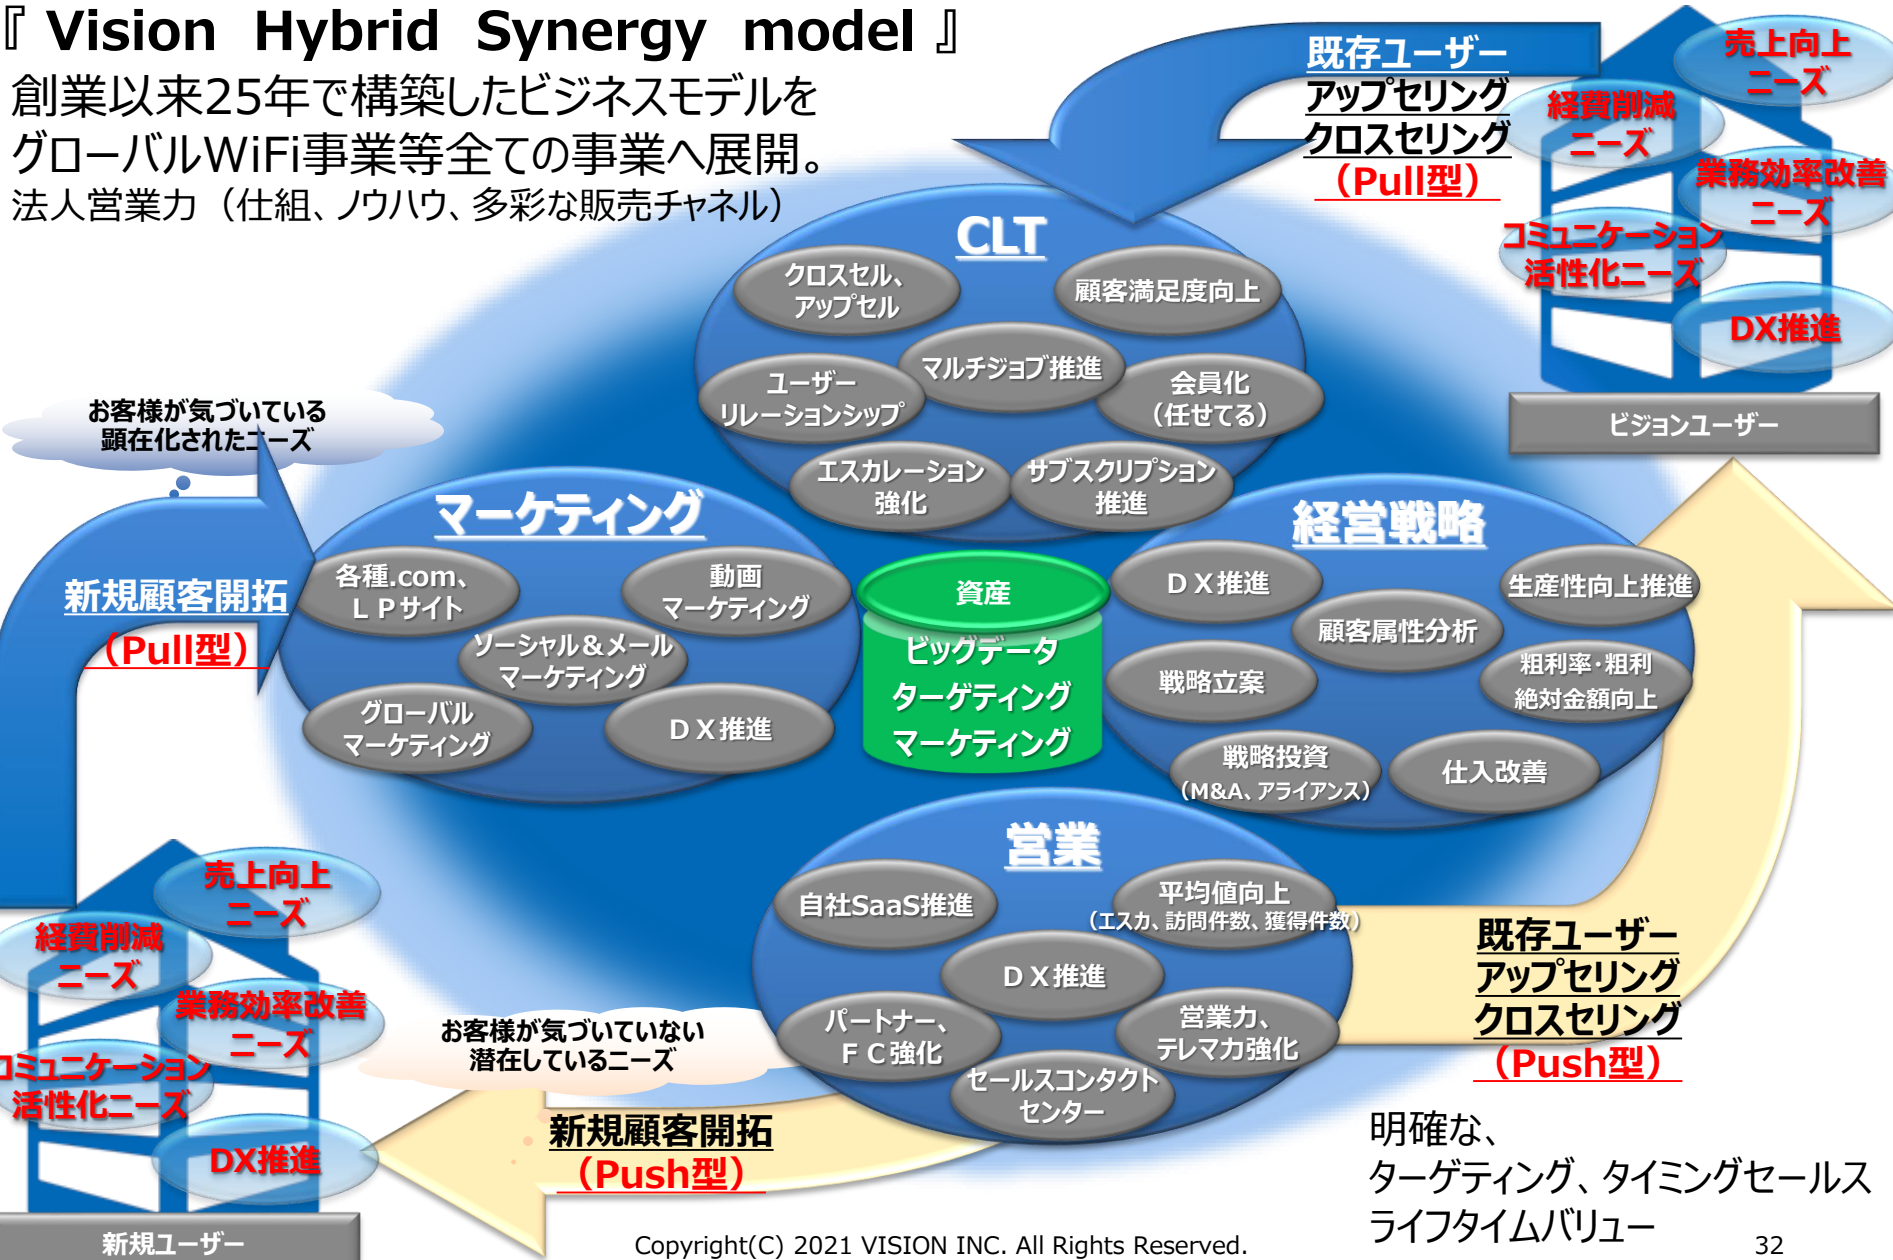 『 Vision Hybrid Synergy model 』
創業以来25年で構築したビジネスモデルを
グローバルWiFi事業等全ての事業へ展開。
法人営業力（仕組、ノウハウ、多彩な販売チャネル）
既存ユーザー
アップセリング
クロスセリング
（Pull型）
売上向上
ニーズ
経費削減
ニーズ
業務効率改善
ニーズ
コミュニケーション
活性化ニーズ
DX推進
ビジョンユーザー
CLT
クロスセル、
アップセル
顧客満足度向上
マルチジョブ推進
ユーザー
リレーションシップ
会員化
（任せてる）
エスカレーション
強化
サブスクリプション
推進
お客様が気づいている
顕在化されたニーズ
新規顧客開拓
（Pull型）
マーケティング
各種.com、
ＬＰサイト
動画
マーケティング
ソーシャル＆メール
マーケティング
グローバル
マーケティング
ＤＸ推進
資産
ビッグデータ
ターゲティング
マーケティング
経営戦略
ＤＸ推進
生産性向上推進
顧客属性分析
戦略立案
粗利率・粗利
絶対金額向上
戦略投資
（M&A、アライアンス）
仕入改善
営業
自社SaaS推進
平均値向上
（エスカ、訪問件数、獲得件数）
ＤＸ推進
パートナー、
ＦＣ強化
営業力、
テレマ力強化
セールスコンタクト
センター
既存ユーザー
アップセリング
クロスセリング
（Push型）
お客様が気づいていない
潜在しているニーズ
新規顧客開拓
（Push型）
売上向上
ニーズ
経費削減
ニーズ
業務効率改善
ニーズ
コミュニケーション
活性化ニーズ
DX推進
新規ユーザー
明確な、
ターゲティング、タイミングセールス
ライフタイムバリュー
Copyright(C) 2021 VISION INC. All Rights Reserved.
32